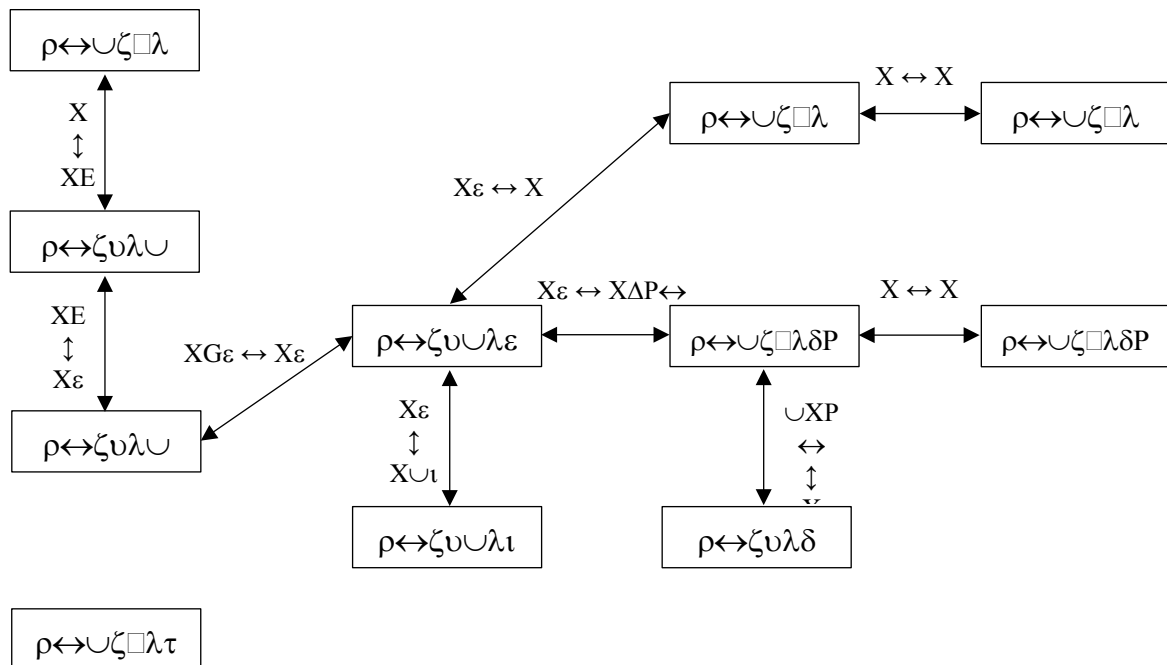 ρ↔∪ζ□λ
X
↕
XE
ρ↔ζυλ∪
XE
↕
Xε
ρ↔ζυλ∪
XGε ↔ Xε
ρ↔ζυ∪λε
Xε
↕
X∪ι
ρ↔ζυ∪λι
Xε ↔ X
ρ↔∪ζ□λ
X ↔ X
ρ↔∪ζ□λ
Xε ↔ XΔP↔
ρ↔∪ζ□λδP
X ↔ X
ρ↔∪ζ□λδP
∪XP
↔
↕
ρ↔ζυλδ
ρ↔∪ζ□λτ